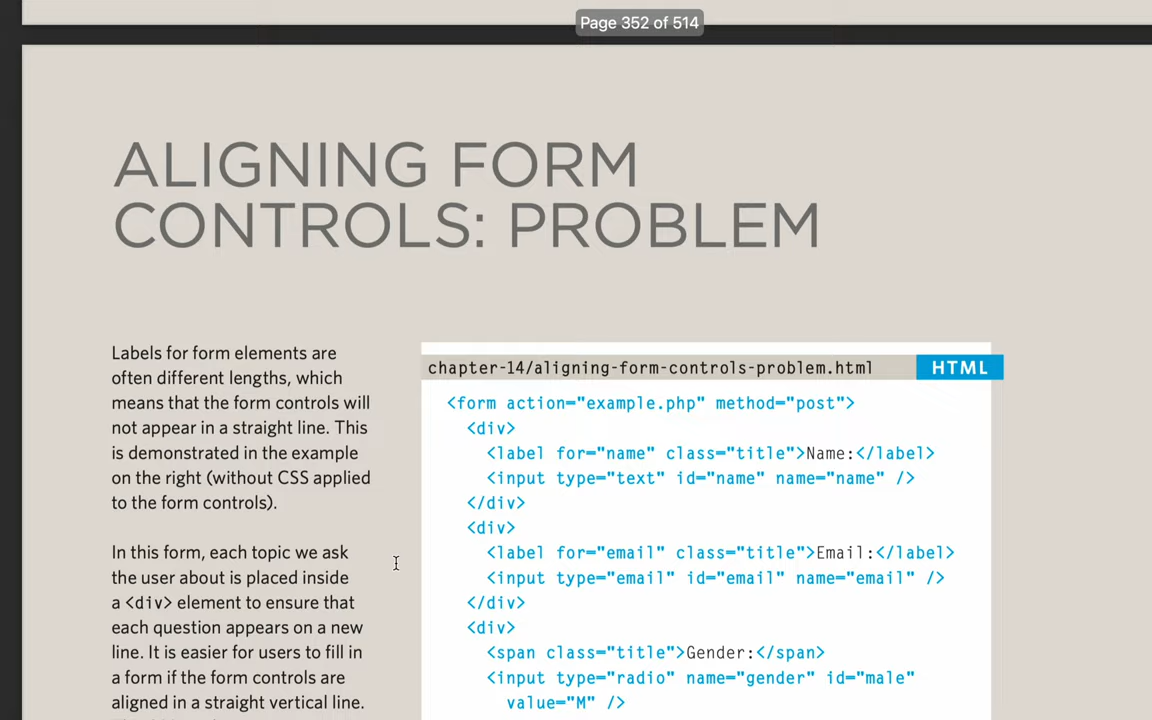 Page 352 of 514
ALIGNING FORM
CONTROLS: PROBLEM
Labels for form elements are
often different lengths, which
means that the form controls will
not appear in a straight line. This
is demonstrated in the example
on the right (without CSS applied
to the form controls).
In this form, each topic we ask
the user about is placed inside
a <div> element to ensure that
each question appears on a new
line. It is easier for users to fill in
a form if the form controls are
aligned in a straight vertical line.
chapter-14/aligning-form-controls-problem.html HTML
<form action="example.php" method="post">
<div>
<label for="name" class="title">Name:</label>
<input type="text" id="name" name="name" />
</div>
<div>
<label for="email" class="title">Email:</label>
<input type="email" id="email" name="email" />
</div>
<div>
<span class="title">Gender:</span>
<input type="radio" name="gender" id="male"
value="M" />